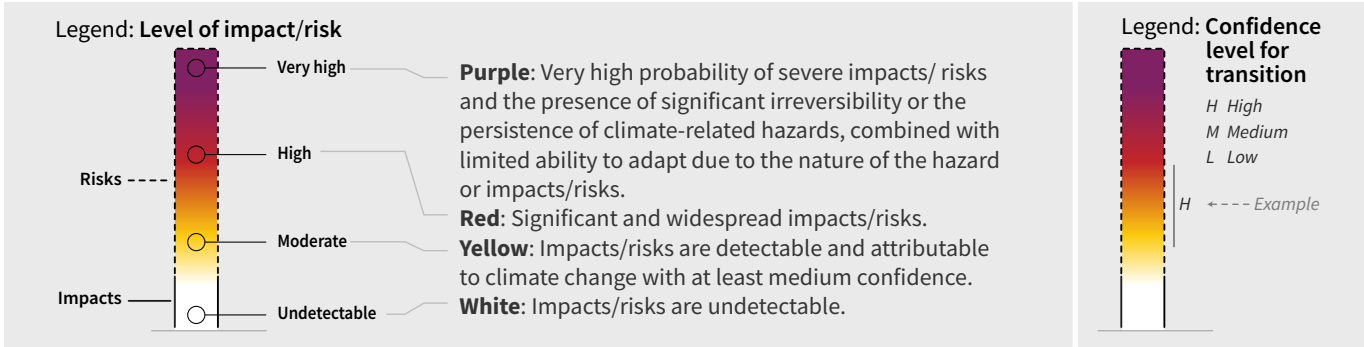 Legend: Level of impact/risk
Very high
High
Risks
Moderate
Impacts
Undetectable
Purple: Very high probability of severe impacts/ risks
and the presence of significant irreversibility or the
persistence of climate-related hazards, combined with
limited ability to adapt due to the nature of the hazard
or impacts/risks.
Red: Significant and widespread impacts/risks.
Yellow: Impacts/risks are detectable and attributable
to climate change with at least medium confidence.
White: Impacts/risks are undetectable.
Legend: Confidence
level for
transition
H High
M Medium
L Low
H
Example